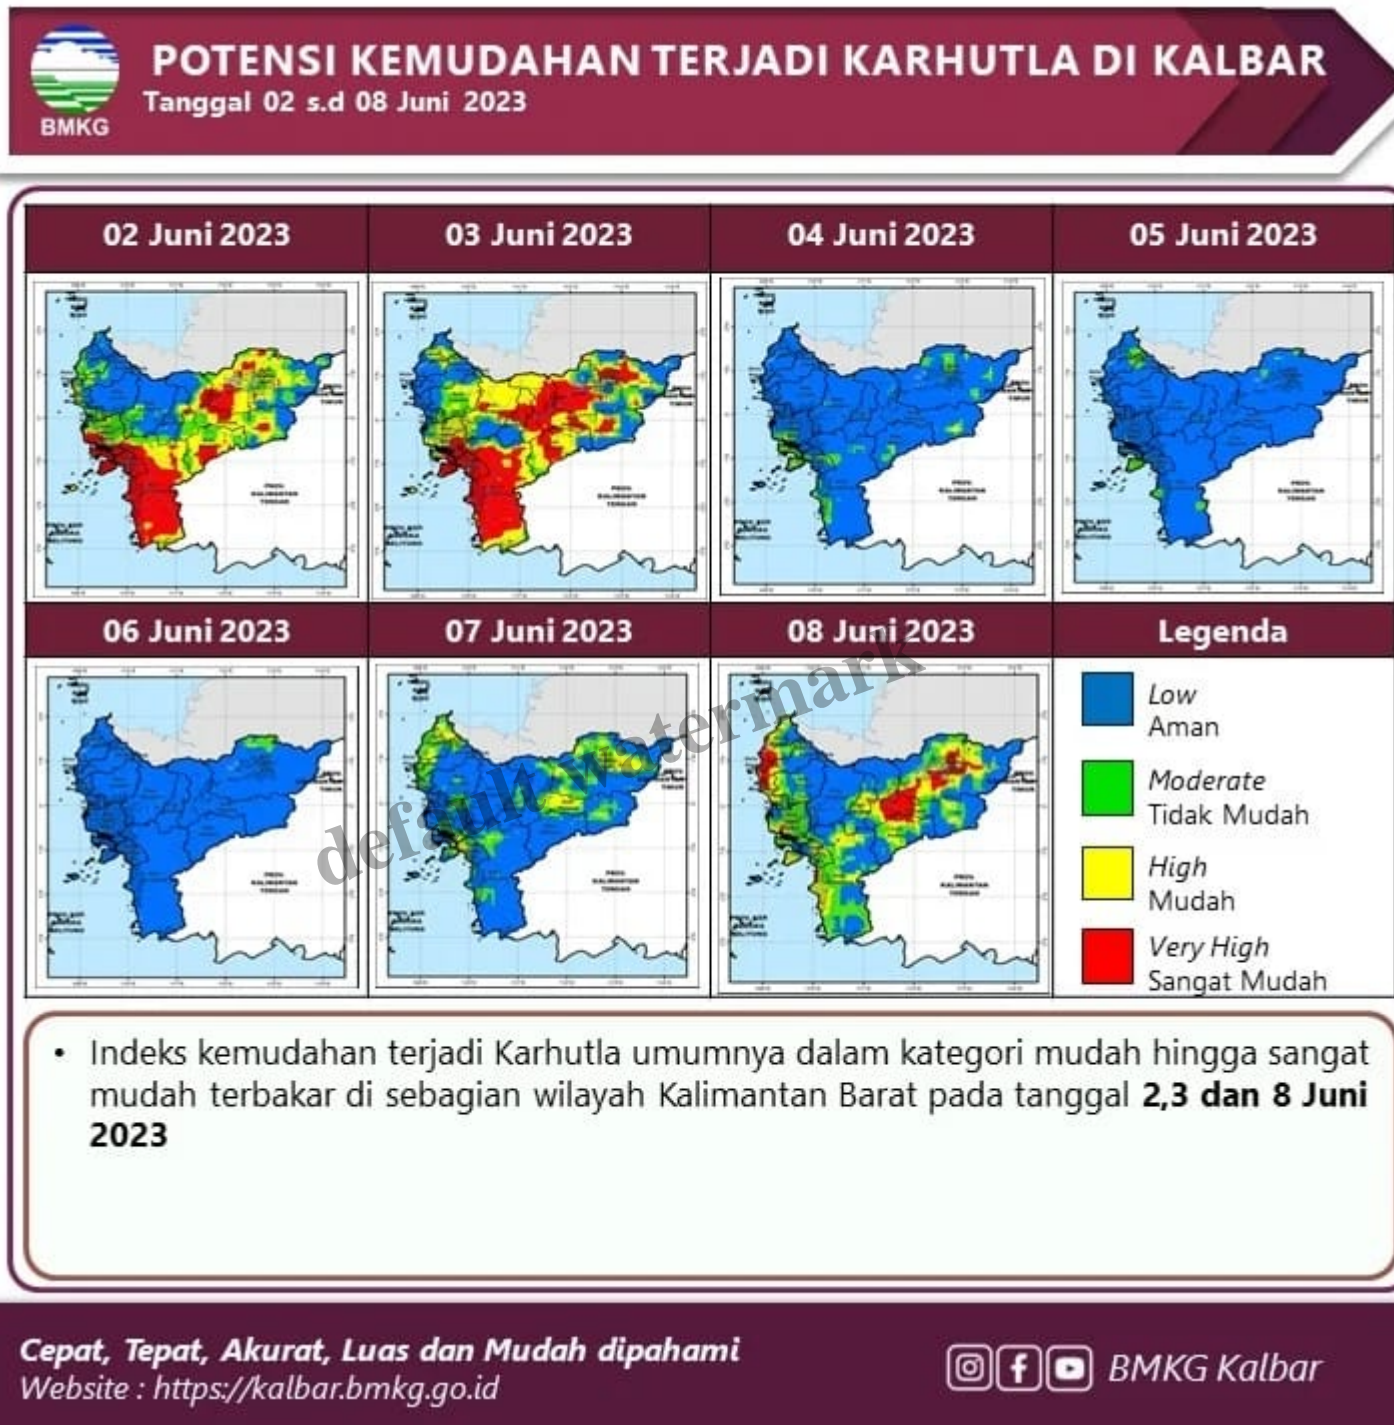 POTENSI KEMUDAHAN TERJADI KARHUTLA DI KALBAR
Tanggal 02 s.d 08 Juni 2023
BMKG
02 Juni 2023
03 Juni 2023
04 Juni 2023
05 Juni 2023
06 Juni 2023
07 Juni 2023
08 Juni 2023
Legenda
Low
Aman
Moderate
Tidak Mudah
High
Mudah
Very High
Sangat Mudah
default watermark
• Indeks kemudahan terjadi Karhutla umumnya dalam kategori mudah hingga sangat
mudah terbakar di sebagian wilayah Kalimantan Barat pada tanggal 2,3 dan 8 Juni
2023
Cepat, Tepat, Akurat, Luas dan Mudah dipahami
Website : https://kalbar.bmkg.go.id
BMKG Kalbar